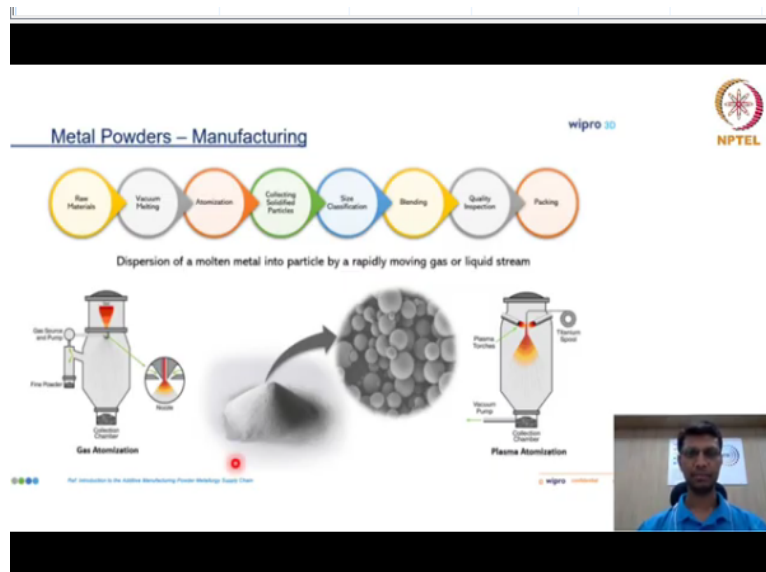 Metal Powders – Manufacturing
wipro 3D
NPTEL
Raw
Materials
Vacuum
Melting
Atomization
Collecting
Solidified
Particles
Size
Classification
Blending
Quality
Inspection
Packing
Dispersion of a molten metal into particle by a rapidly moving gas or liquid stream
Gas Source
and Pump
Fine Powder
Nozzle
Collection
Chamber
Gas Atomization
Plasma
Torches
Titanium
Spool
Vacuum
Pump
Collection
Chamber
Plasma Atomization
Ref: Introduction to the Additive Manufacturing Powder Metallurgy Supply Chain
wipro confidential